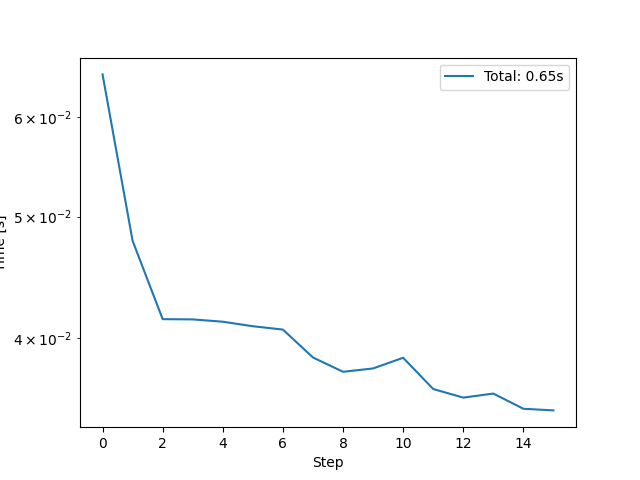 Total: 0.65s
6 × 10⁻²
5 × 10⁻²
4 × 10⁻²
[s]
0 2 4 6 8 10 12 14
Step